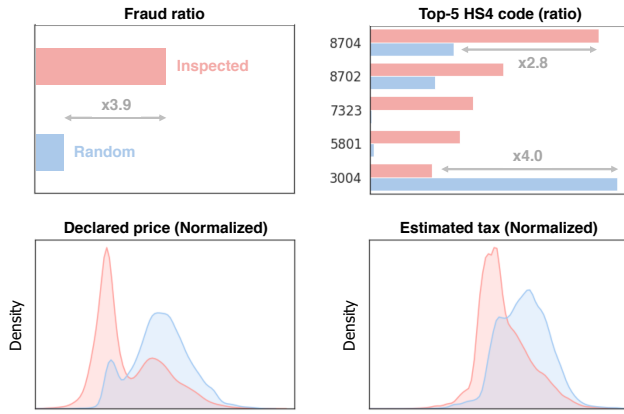 Fraud ratio
Inspected
x3.9
Random
Top-5 HS4 code (ratio)
8704
x2.8
8702
7323
5801
x4.0
3004
Declared price (Normalized)
Density
Estimated tax (Normalized)
Density